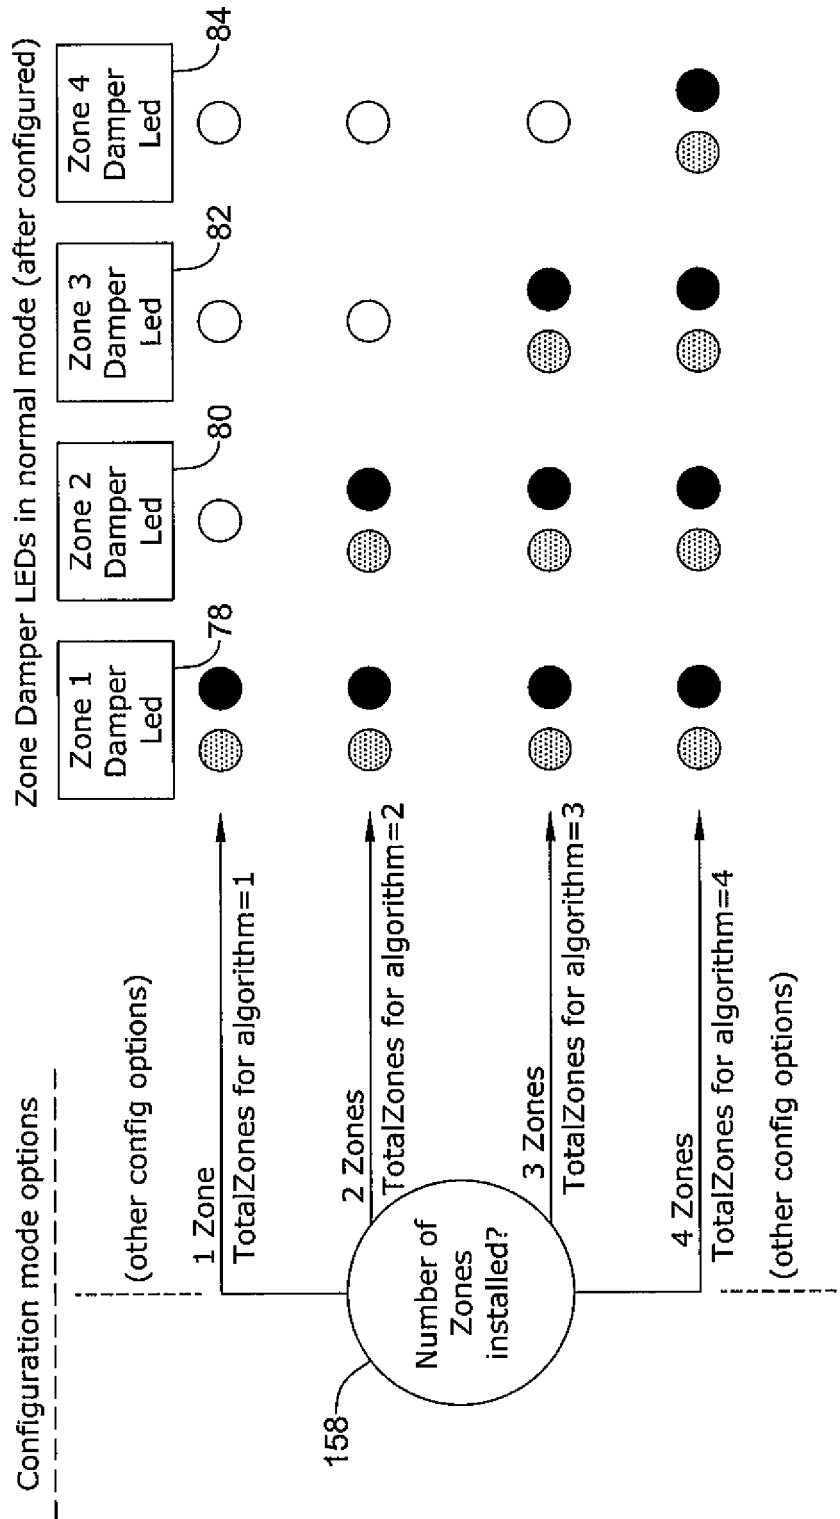 Configuration mode options
Zone Damper LEDs in normal mode (after configured)
Zone 1
Damper
Led
78
Zone 2
Damper
Led
80
Zone 3
Damper
Led
82
Zone 4
Damper
Led
84
(other config options)
1 Zone
TotalZones for algorithm=1
2 Zones
TotalZones for algorithm=2
158
Number of
Zones
installed?
3 Zones
TotalZones for algorithm=3
4 Zones
TotalZones for algorithm=4
(other config options)